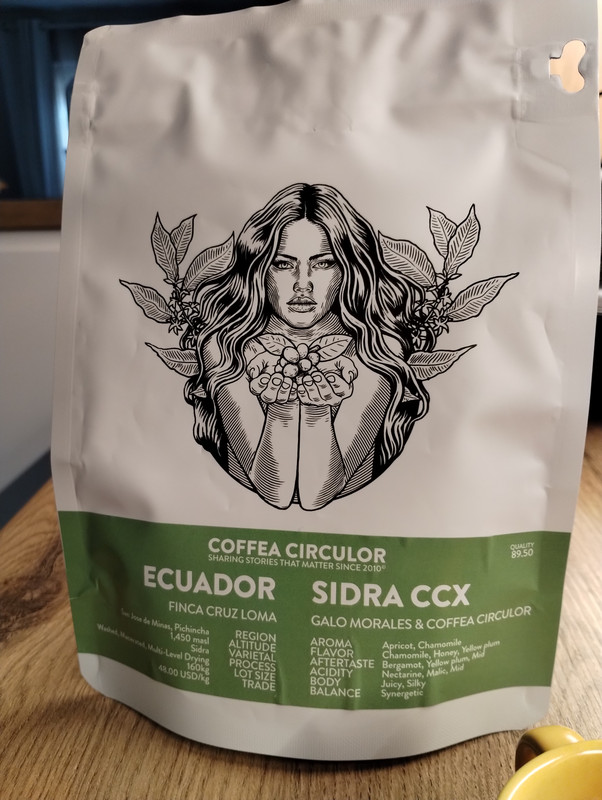 COFFEA CIRCULOR
SHARING STORIES THAT MATTER SINCE 2010®
QUALITY
89.50
ECUADOR
FINCA CRUZ LOMA
San Jose de Minas, Pichincha REGION
1,450 masl ALTITUDE
Sidra VARIETAL
Washed, Macerated, Multi-Level Drying PROCESS
160kg LOT SIZE
48.00 USD/kg TRADE
SIDRA CCX
GALO MORALES & COFFEA CIRCULOR
AROMA Apricot, Chamomile
FLAVOR Chamomile, Honey, Yellow plum
AFTERTASTE Bergamot, Yellow plum, Mid
ACIDITY Nectarine, Malic, Mid
BODY Juicy, Silky
BALANCE Synergetic